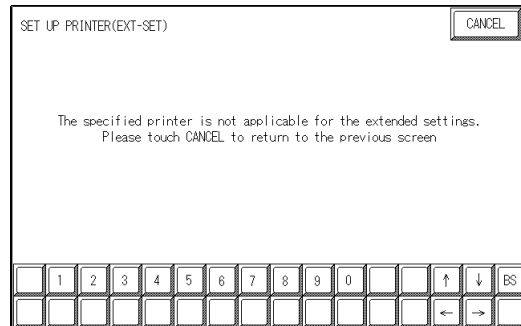 SET UP PRINTER(EXT-SET)
CANCEL
The specified printer is not applicable for the extended settings.
Please touch CANCEL to return to the previous screen
1 2 3 4 5 6 7 8 9 0 ↑ ↓ BS
← →